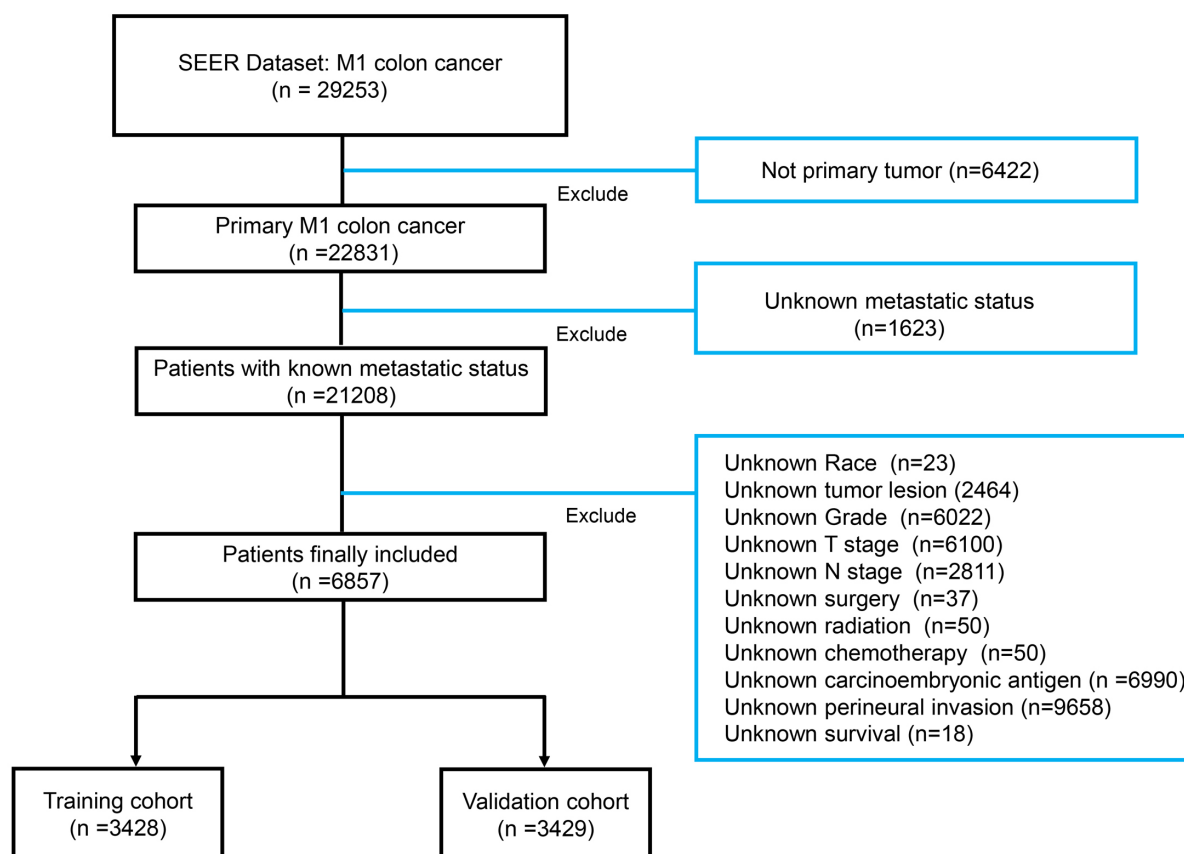 SEER Dataset: M1 colon cancer
(n = 29253)
Not primary tumor (n=6422)
Exclude
Primary M1 colon cancer
(n =22831)
Unknown metastatic status
(n=1623)
Exclude
Patients with known metastatic status
(n =21208)
Unknown Race (n=23)
Unknown tumor lesion (2464)
Unknown Grade (n=6022)
Unknown T stage (n=6100)
Unknown N stage (n=2811)
Unknown surgery (n=37)
Unknown radiation (n=50)
Unknown chemotherapy (n=50)
Unknown carcinoembryonic antigen (n =6990)
Unknown perineural invasion (n=9658)
Unknown survival (n=18)
Exclude
Patients finally included
(n =6857)
Training cohort
(n =3428)
Validation cohort
(n =3429)